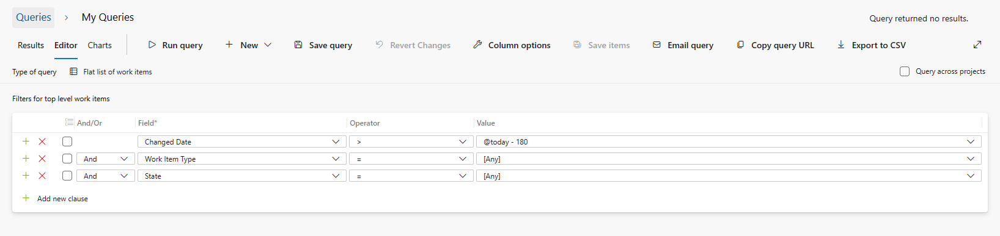 Queries > My Queries
Query returned no results.
Results Editor Charts Run query New Save query Revert Changes Column options Save items Email query Copy query URL Export to CSV
Type of query Flat list of work items Query across projects
Filters for top level work items
And/Or Field* Operator Value
Changed Date > @today - 180
And Work Item Type = [Any]
And State = [Any]
Add new clause